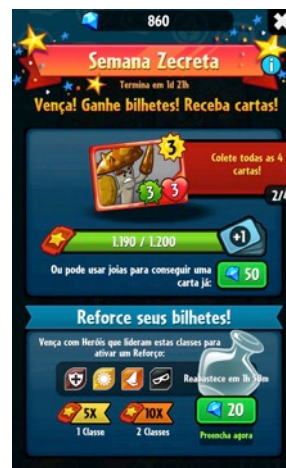 860
Semana Zecreta
i
Termina em 1d 21h
Vença! Ganhe bilhetes! Receba cartas!
3
3 3
Colete todas as 4
cartas!
2/4
1.190 / 1.200
+1
Ou pode usar joias para conseguir uma
carta já:
50
Reforce seus bilhetes!
Vença com Heróis que lideram estas classes para
ativar um Reforço:
Reabastece em 1h 50m
5X
10X
20
1 Classe
2 Classes
Preencha agora